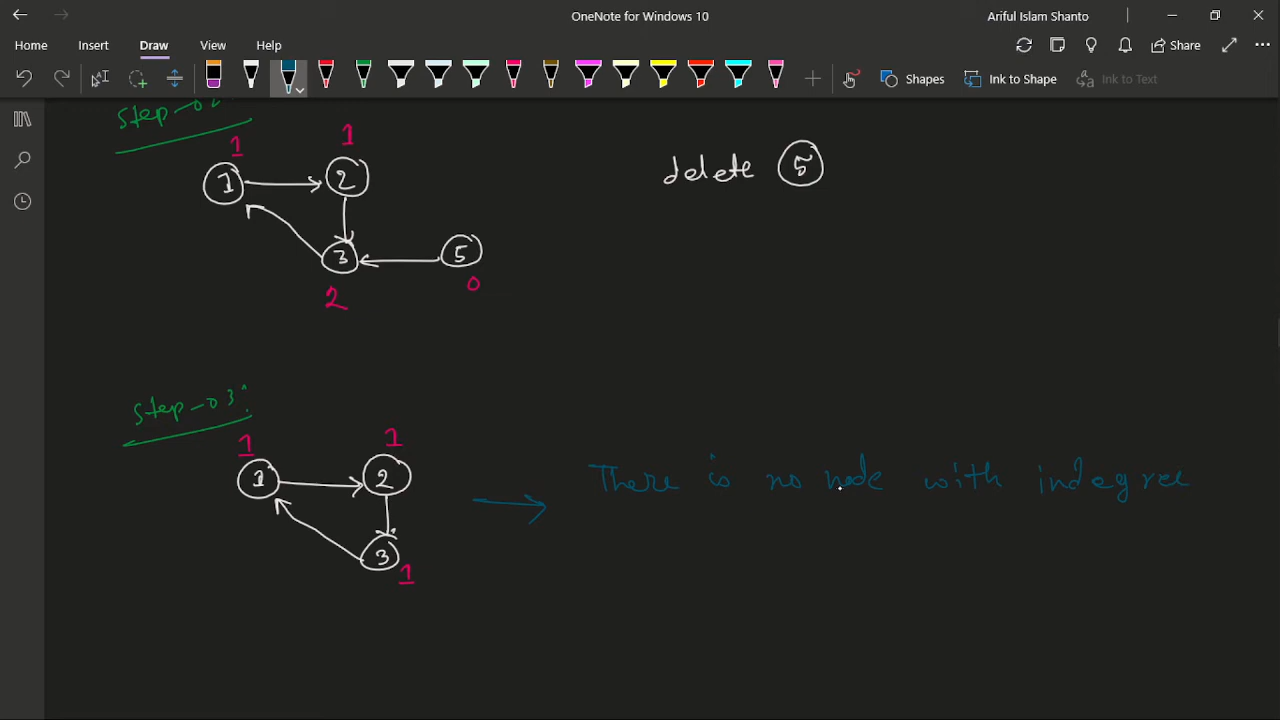 OneNote for Windows 10
Ariful Islam Shanto
Home Insert Draw View Help
Share
Shapes
Ink to Shape
Ink to Text
Step-02
1
1
1
2
3
5
2
0
delete 5
Step-03:
1
1
1
2
3
1
There is no node with indegree